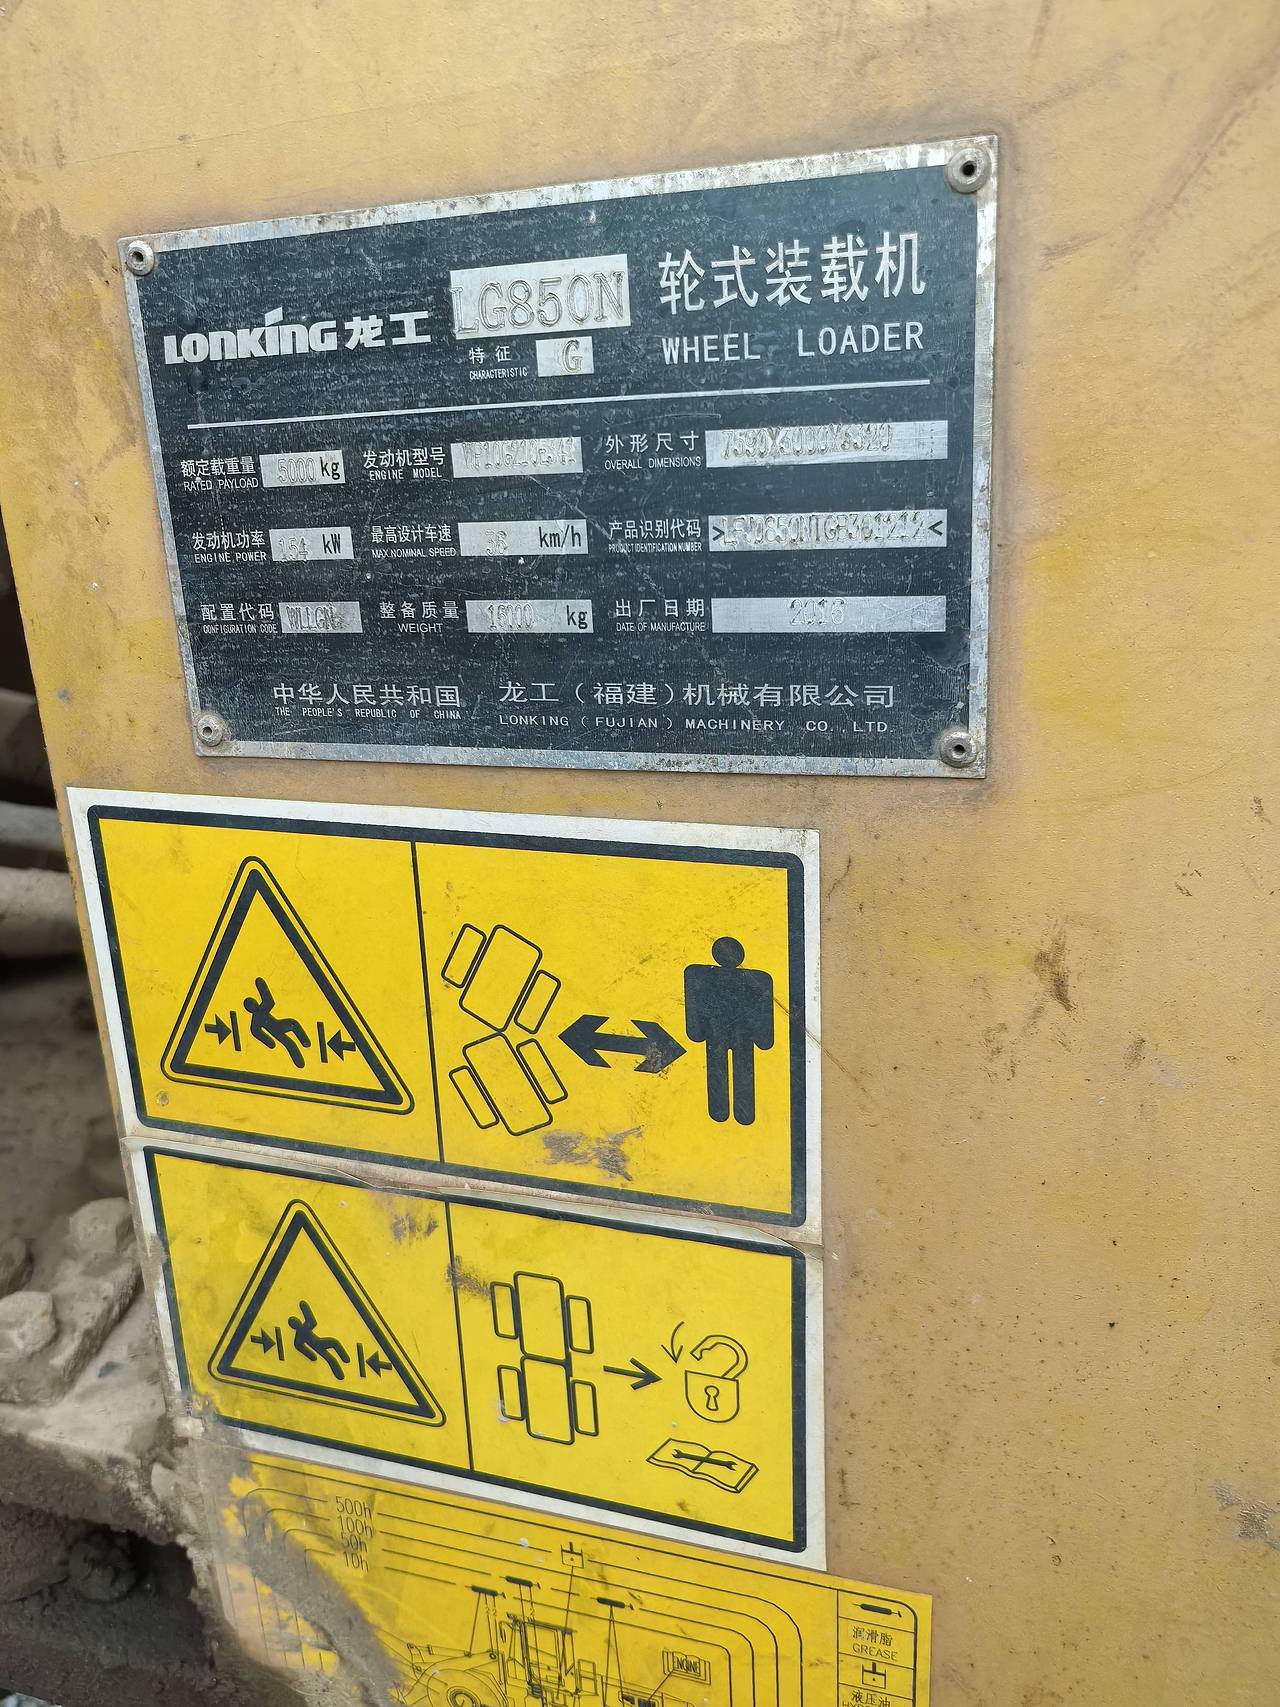 LONKING 龙工 LG850N 轮式装载机
特征 G WHEEL LOADER
CHARACTERISTIC
额定载重量 5000 kg 发动机型号 外形尺寸
RATED PAYLOAD ENGINE MODEL OVERALL DIMENSIONS
发动机功率 154 kW 最高设计车速 38 km/h 产品识别代码 > <
ENGINE POWER MAX NOMINAL SPEED PRODUCT IDENTIFICATION NUMBER
配置代码 整备质量 kg 出厂日期 2016
CONFIGURATION CODE WEIGHT DATE OF MANUFACTURE
中华人民共和国 龙工（福建）机械有限公司
THE PEOPLE'S REPUBLIC OF CHINA LONKING (FUJIAN) MACHINERY CO.,LTD.
500h
100h
50h
10h
润滑脂
GREASE
ENGINE
液压油